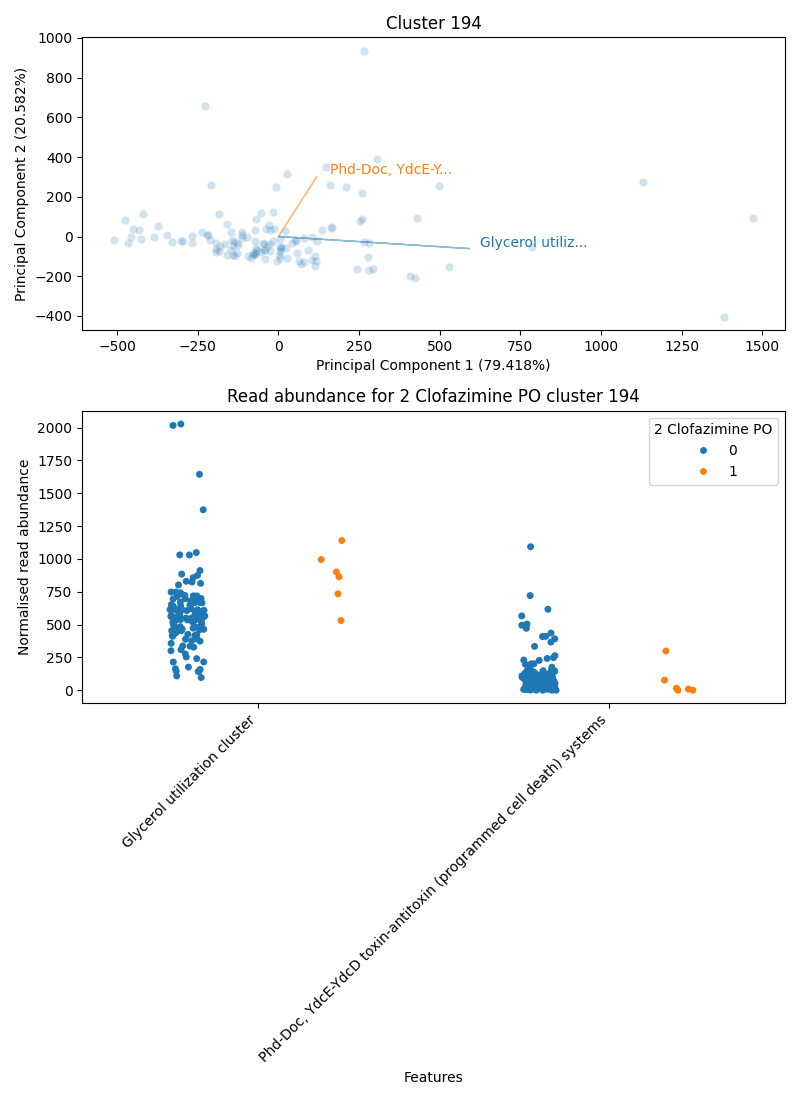 Cluster 194
1000
800
600
400
200
0
−200
−400
Principal Component 2 (20.582%)
Phd-Doc, YdcE-Y...
Glycerol utiliz...
−500
−250
0
250
500
750
1000
1250
1500
Principal Component 1 (79.418%)
Read abundance for 2 Clofazimine PO cluster 194
2000
1750
1500
1250
1000
750
500
250
0
Normalised read abundance
2 Clofazimine PO
0
1
Glycerol utilization cluster
Phd-Doc, YdcE-YdcD toxin-antitoxin (programmed cell death) systems
Features